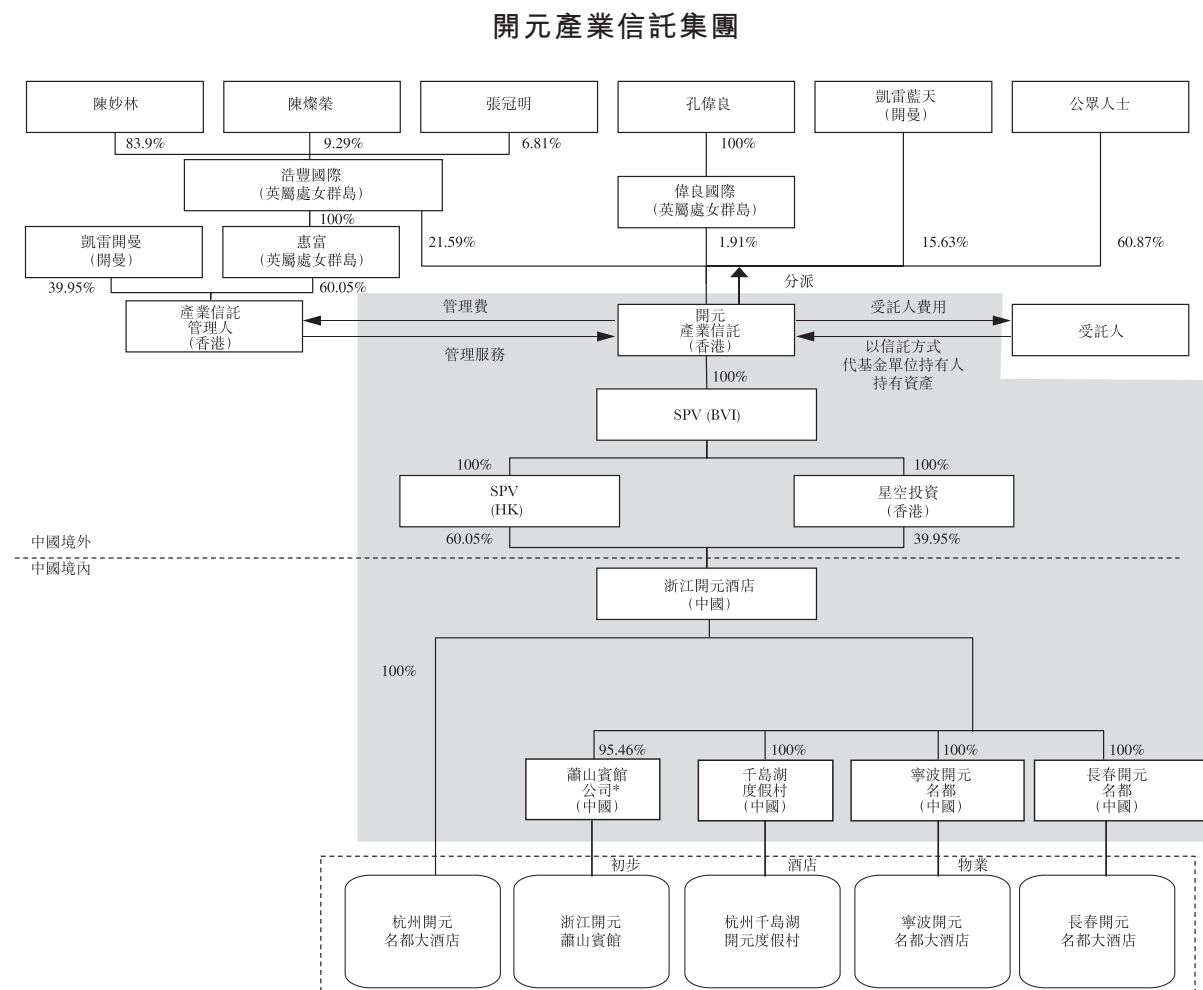 開元產業信託集團
陳妙林
陳燦榮
張冠明
孔偉良
凱雷藍天
（開曼）
公眾人士
83.9%
9.29%
6.81%
100%
浩豐國際
（英屬處女群島）
偉良國際
（英屬處女群島）
100%
凱雷開曼
（開曼）
惠富
（英屬處女群島）
21.59%
1.91%
15.63%
60.87%
39.95%
60.05%
分派
產業信託
管理人
（香港）
管理費
管理服務
開元
產業信託
（香港）
受託人費用
以信託方式
代基金單位持有人
持有資產
受託人
100%
SPV (BVI)
100%
100%
SPV
(HK)
星空投資
（香港）
60.05%
39.95%
中國境外
中國境內
浙江開元酒店
（中國）
100%
95.46%
100%
100%
100%
蕭山賓館
公司*
（中國）
千島湖
度假村
（中國）
寧波開元
名都
（中國）
長春開元
名都
（中國）
初步
酒店
物業
杭州開元
名都大酒店
浙江開元
蕭山賓館
杭州千島湖
開元度假村
寧波開元
名都大酒店
長春開元
名都大酒店